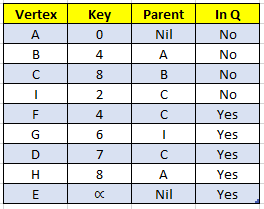 Vertex Key Parent In Q
A 0 Nil No
B 4 A No
C 8 B No
I 2 C No
F 4 C Yes
G 6 I Yes
D 7 C Yes
H 8 A Yes
E ∝ Nil Yes